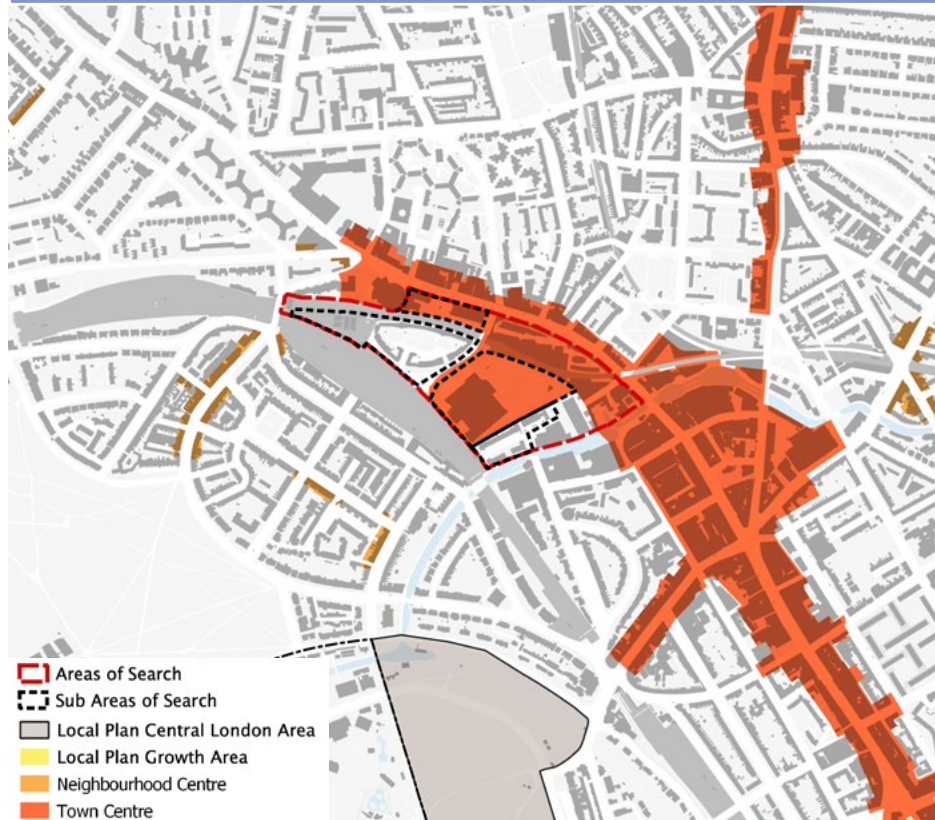 Areas of Search
Sub Areas of Search
Local Plan Central London Area
Local Plan Growth Area
Neighbourhood Centre
Town Centre